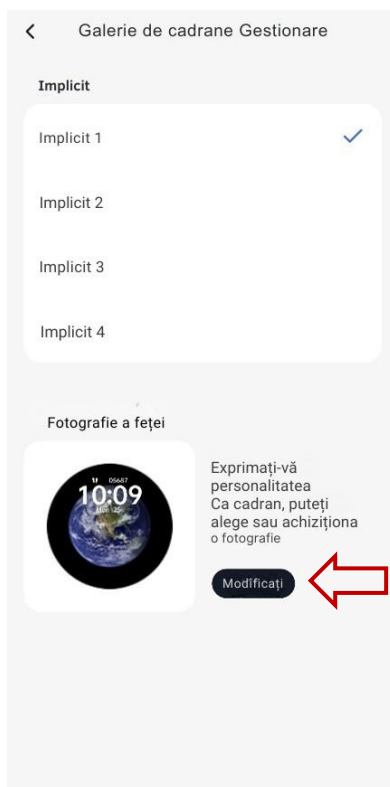 Galerie de cadrane Gestionare
Implicit
Implicit 1
Implicit 2
Implicit 3
Implicit 4
Fotografie a feței
05687
10:09
Exprimați-vă
personalitatea
Ca cadran, puteți
alege sau achiziționa
o fotografie
Modificați